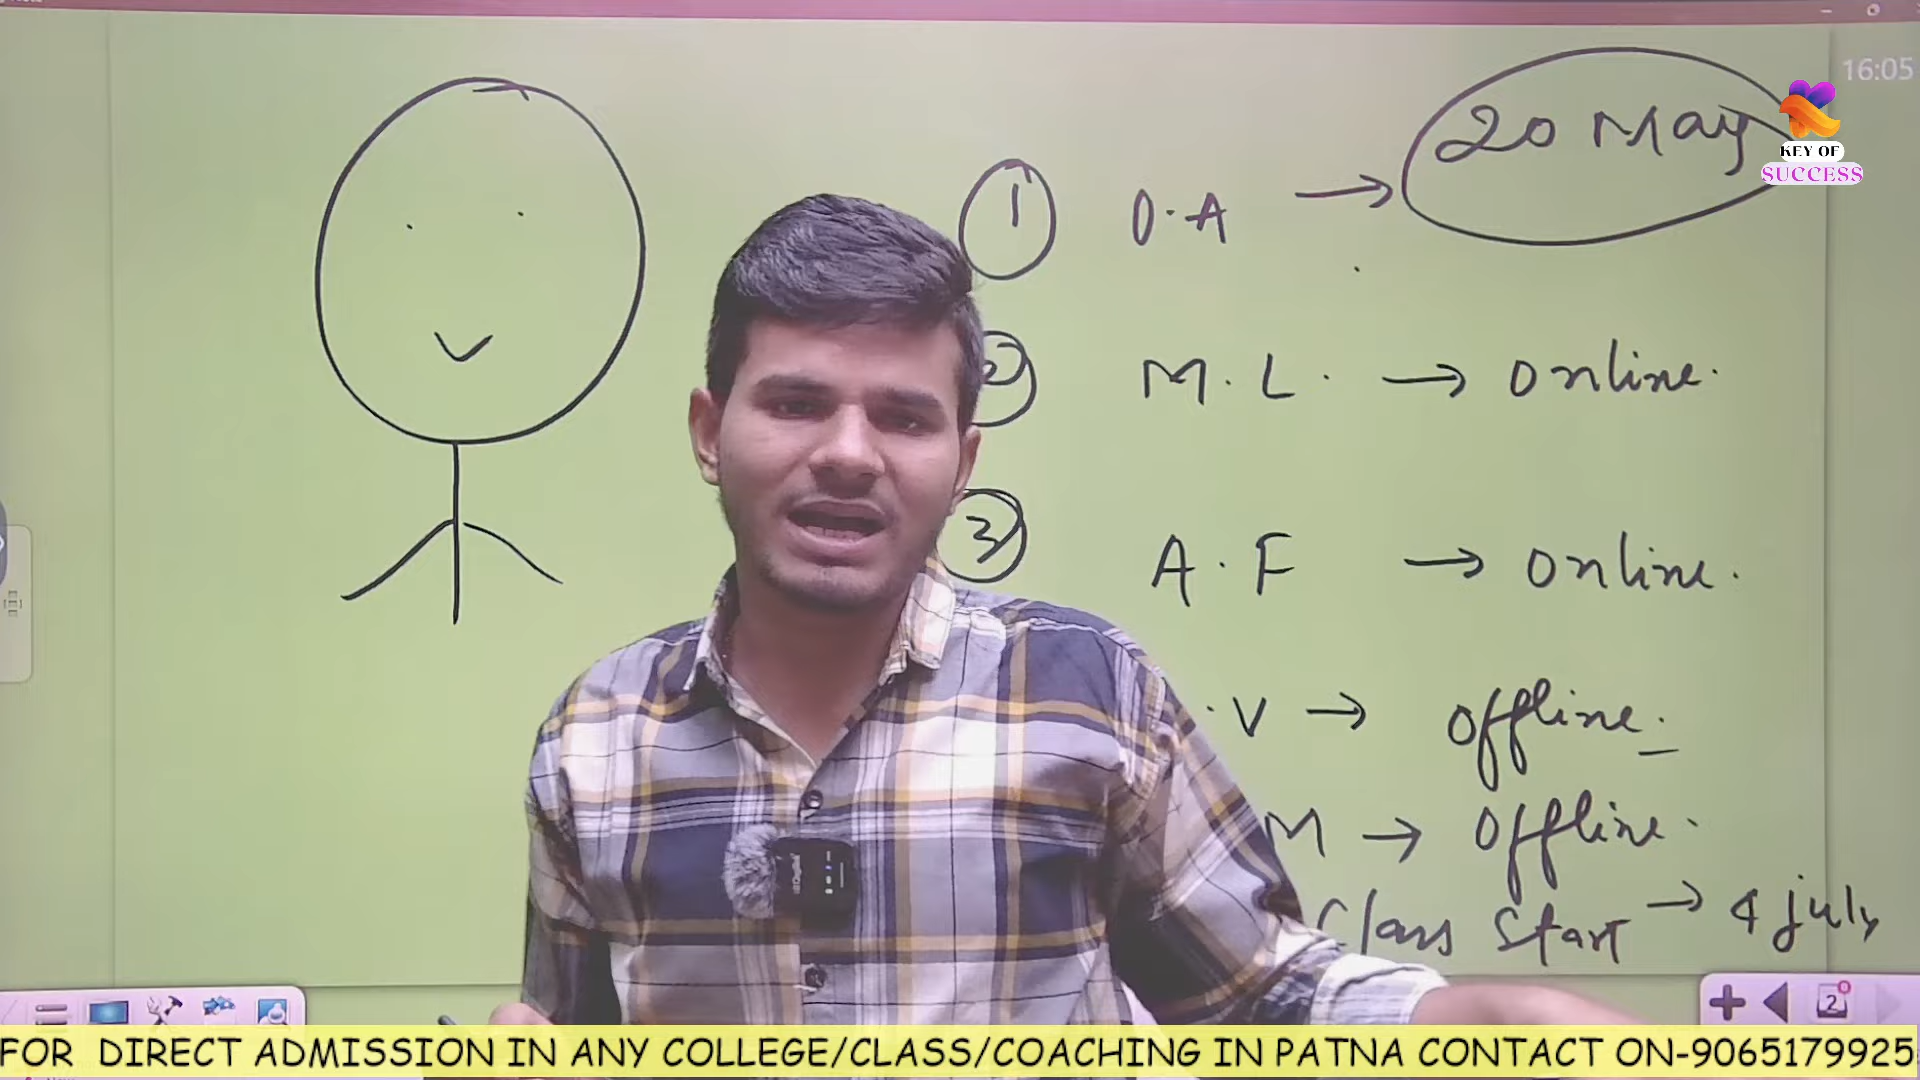 16:05
20 May
KEY OF
SUCCESS
1 O.A →
2 M.L. → online.
3 A.F → online.
.V → offline.
M → offline.
Class Start → 4 july
2
FOR DIRECT ADMISSION IN ANY COLLEGE/CLASS/COACHING IN PATNA CONTACT ON-9065179925